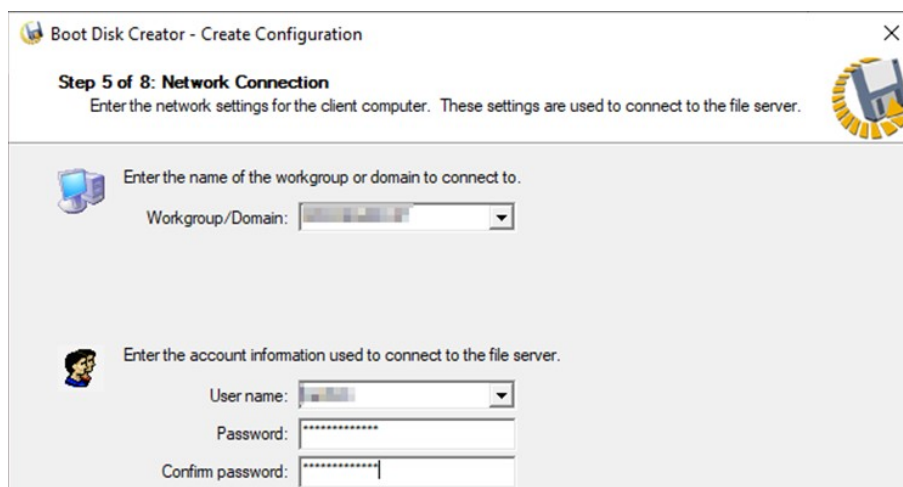 Boot Disk Creator - Create Configuration
Step 5 of 8: Network Connection
Enter the network settings for the client computer. These settings are used to connect to the file server.
Enter the name of the workgroup or domain to connect to.
Workgroup/Domain:
Enter the account information used to connect to the file server.
User name:
Password: *************
Confirm password: *************